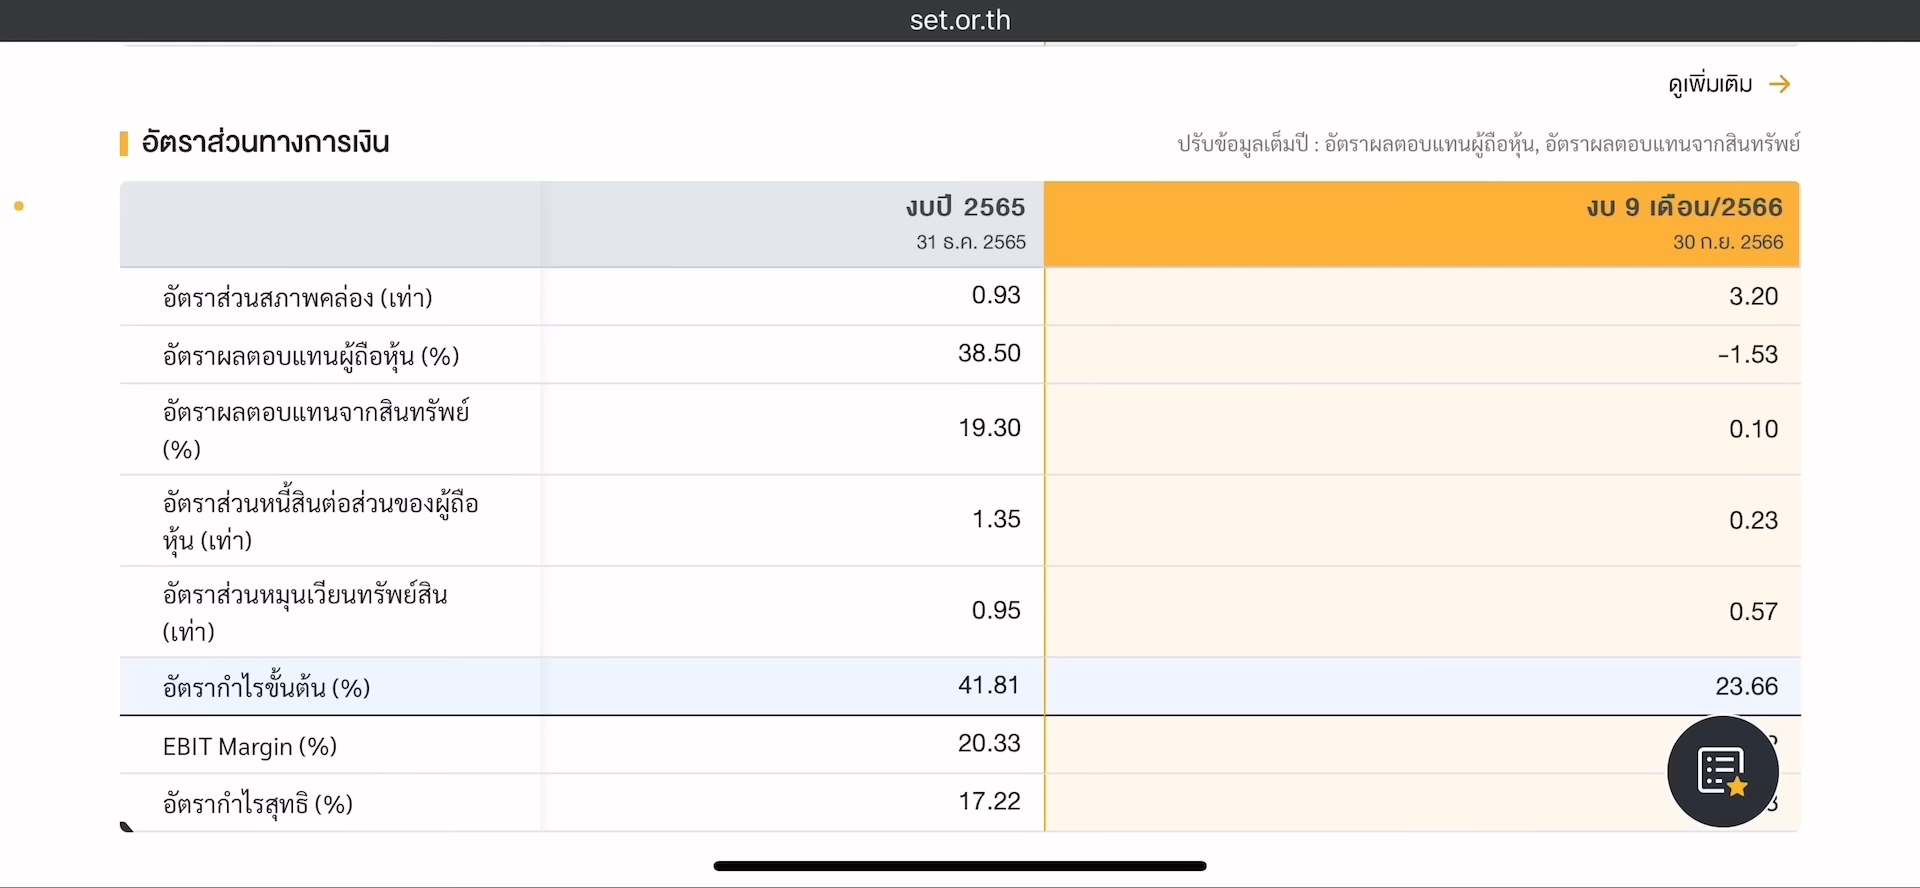 set.or.th
ดูเพิ่มเติม
อัตราส่วนทางการเงิน
ปรับข้อมูลเต็มปี : อัตราผลตอบแทนผู้ถือหุ้น, อัตราผลตอบแทนจากสินทรัพย์
งบปี 2565 งบ 9 เดือน/2566
31 ธ.ค. 2565 30 ก.ย. 2566
อัตราส่วนสภาพคล่อง (เท่า) 0.93 3.20
อัตราผลตอบแทนผู้ถือหุ้น (%) 38.50 -1.53
อัตราผลตอบแทนจากสินทรัพย์
(%) 19.30 0.10
อัตราส่วนหนี้สินต่อส่วนของผู้ถือ
หุ้น (เท่า) 1.35 0.23
อัตราส่วนหมุนเวียนทรัพย์สิน
(เท่า) 0.95 0.57
อัตรากำไรขั้นต้น (%) 41.81 23.66
EBIT Margin (%) 20.33
อัตรากำไรสุทธิ (%) 17.22